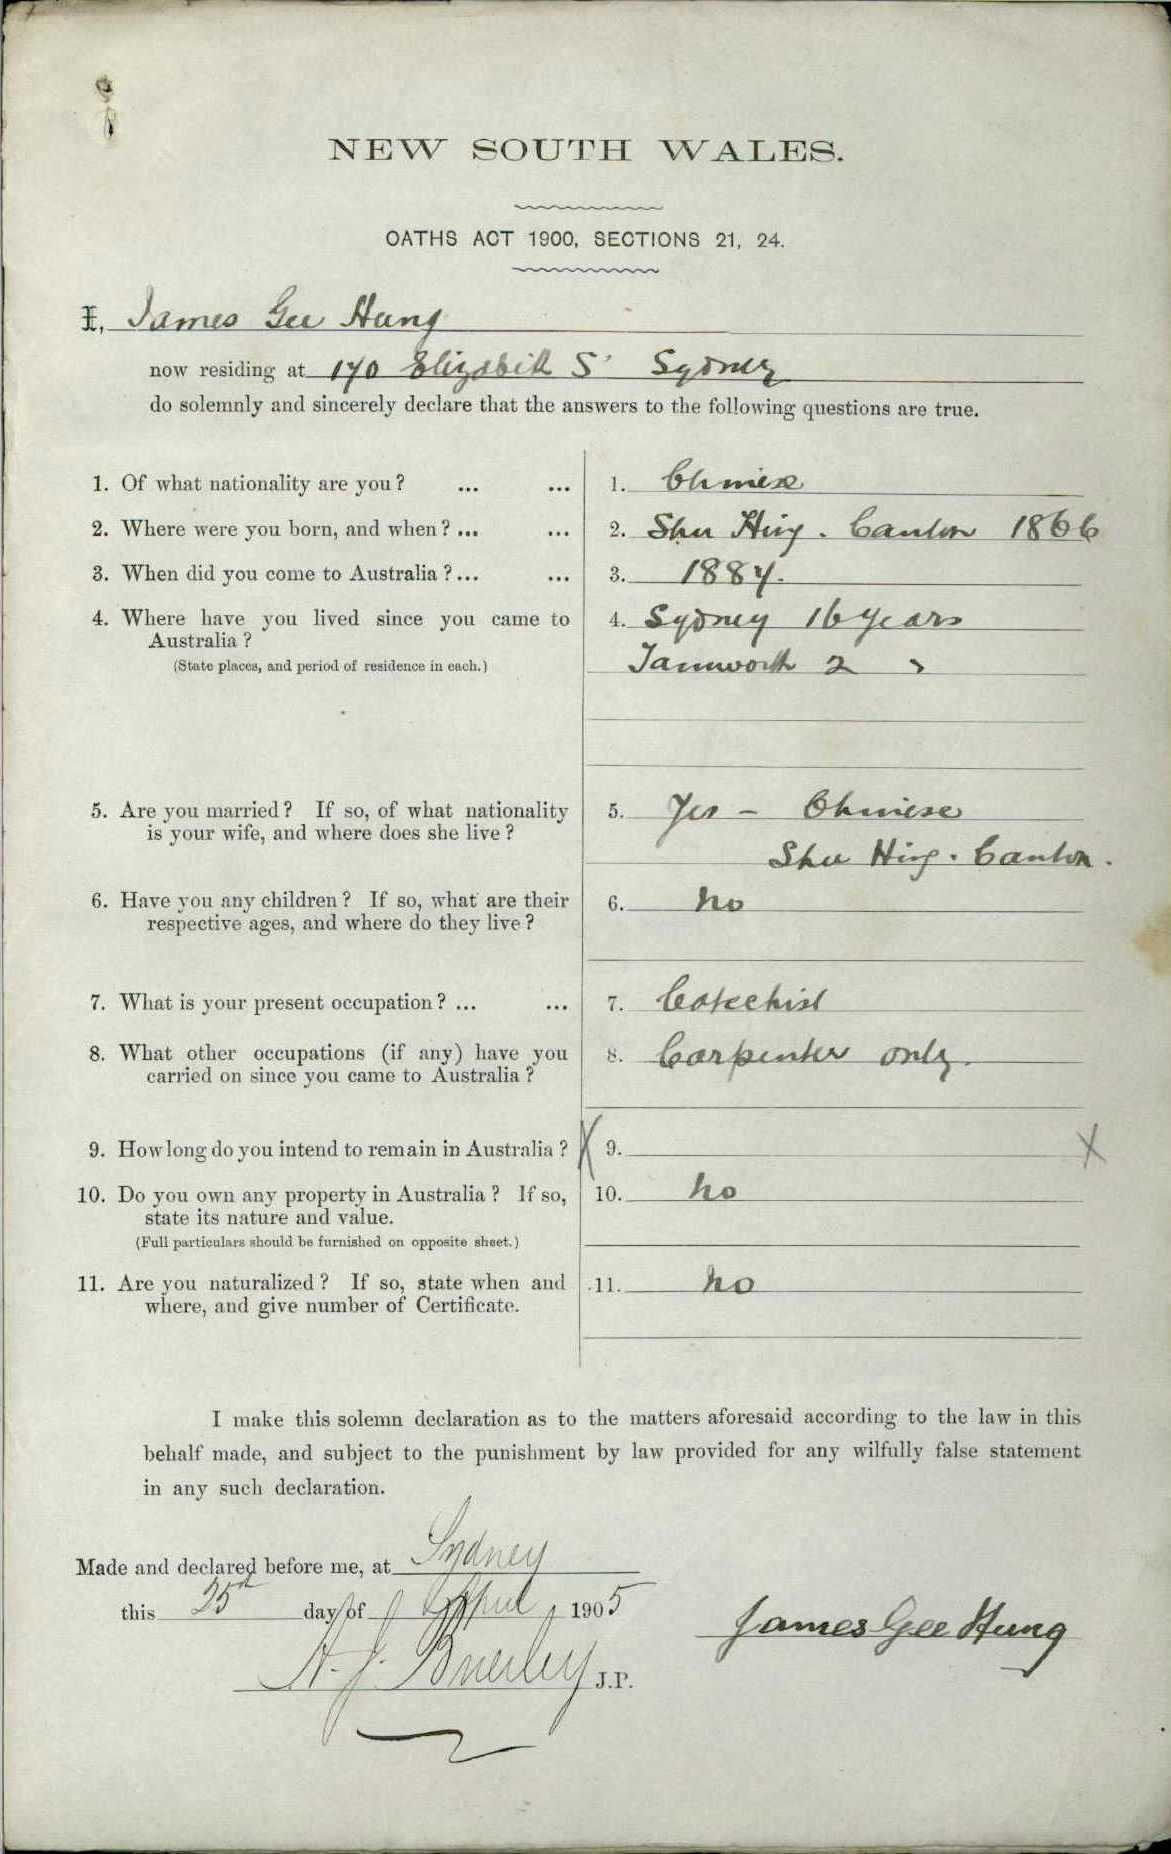 NEW SOUTH WALES.
OATHS ACT 1900, SECTIONS 21, 24.
I, James Gee Hung
now residing at 170 Elizabeth St Sydney
do solemnly and sincerely declare that the answers to the following questions are true.
1. Of what nationality are you? ... ... 1. Chinese
2. Where were you born, and when? ... ... 2. Shu Hing. Canton 1866
3. When did you come to Australia? ... ... 3. 1887.
4. Where have you lived since you came to 4. Sydney 16 years
Australia?
(State places, and period of residence in each.) Tamworth 2 "
5. Are you married? If so, of what nationality 5. Yes - Chinese
is your wife, and where does she live?
Shu Hing. Canton.
6. Have you any children? If so, what are their 6. No
respective ages, and where do they live?
7. What is your present occupation? ... ... 7. Catechist
8. What other occupations (if any) have you 8. Carpenter only.
carried on since you came to Australia?
9. How long do you intend to remain in Australia? X 9. X
10. Do you own any property in Australia? If so, 10. No
state its nature and value.
(Full particulars should be furnished on opposite sheet.)
11. Are you naturalized? If so, state when and 11. No
where, and give number of Certificate.
I make this solemn declaration as to the matters aforesaid according to the law in this
behalf made, and subject to the punishment by law provided for any wilfully false statement
in any such declaration.
Made and declared before me, at Sydney
this 25th day of April 1905
James Gee Hung
A. J. Brierley J.P.